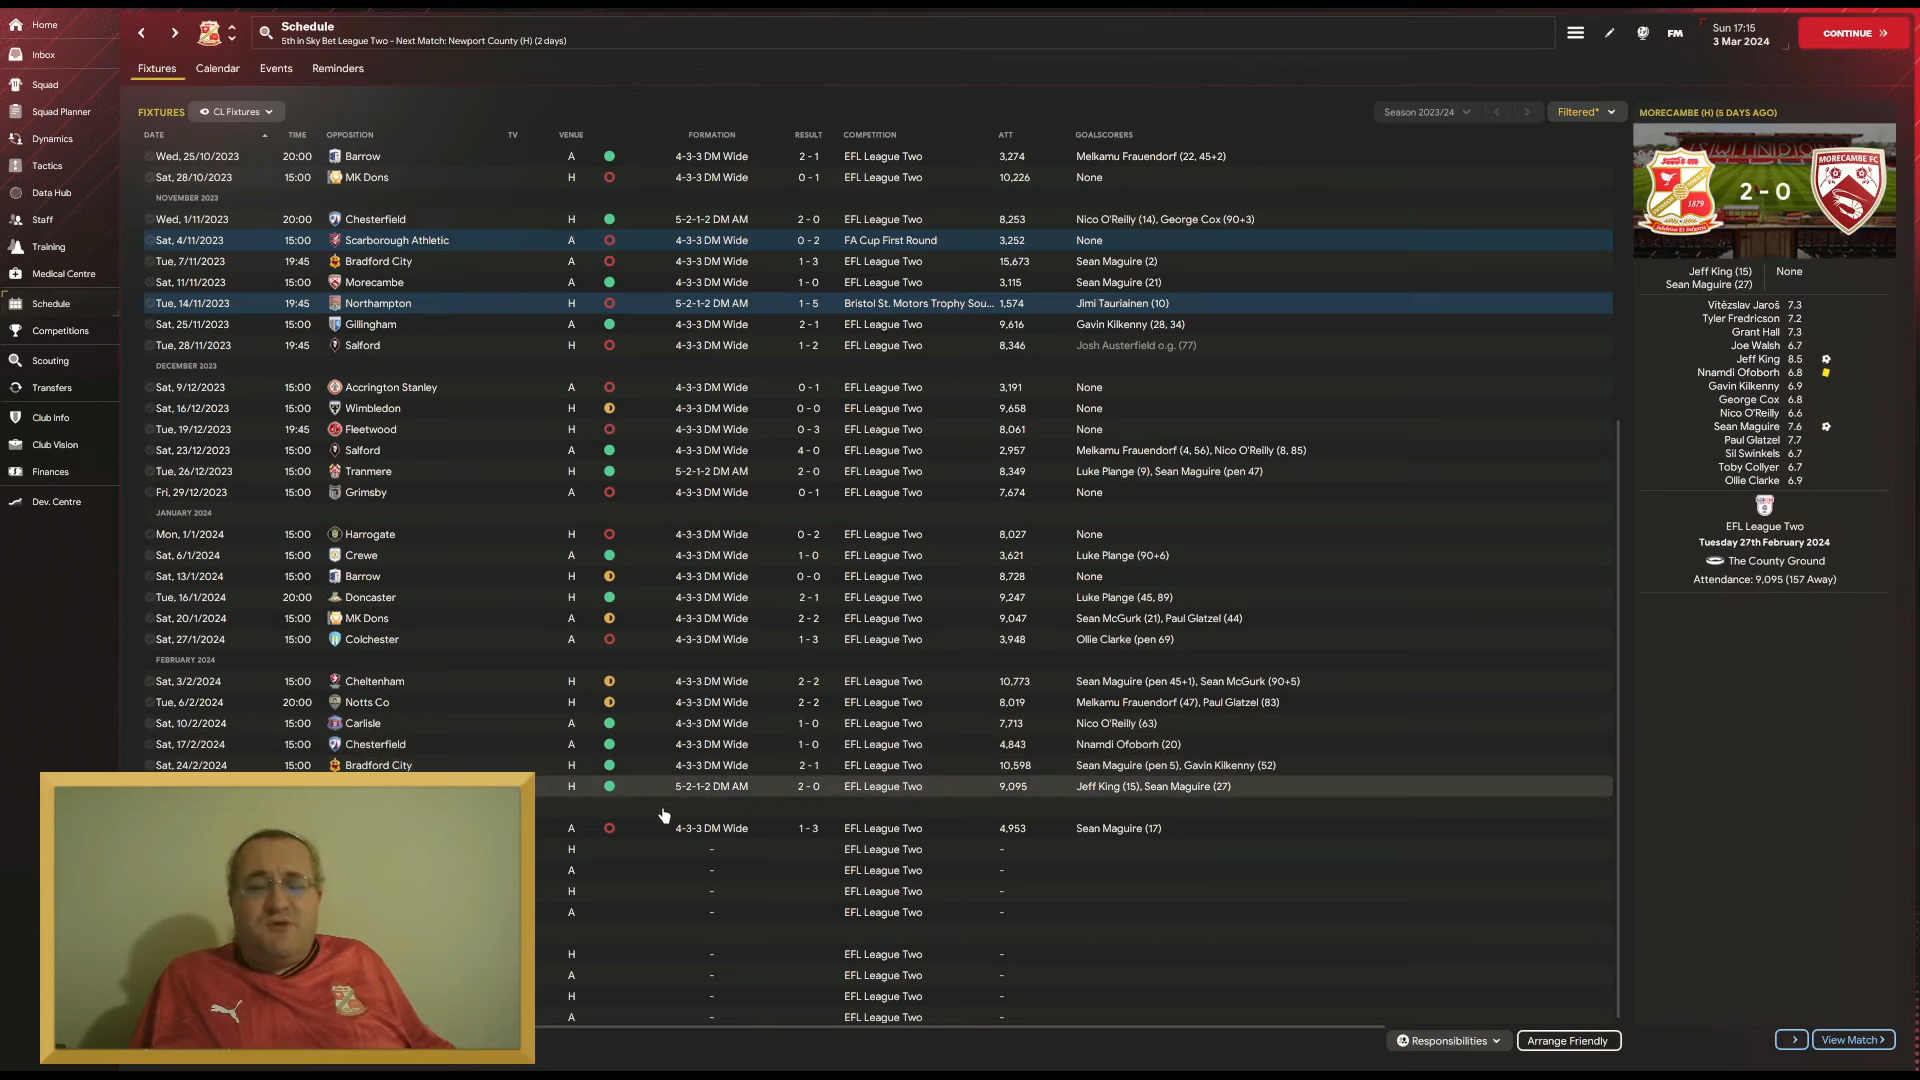 Home
Inbox
Squad
Squad Planner
Dynamics
Tactics
Data Hub
Staff
Training
Medical Centre
Schedule
Competitions
Scouting
Transfers
Club Info
Club Vision
Finances
Dev. Centre
Schedule
5th in Sky Bet League Two - Next Match: Newport County (H) (2 days)
FM
Sun 17:15
3 Mar 2024
CONTINUE
Fixtures Calendar Events Reminders
FIXTURES CL Fixtures Season 2023/24 Filtered*
DATE TIME OPPOSITION TV VENUE FORMATION RESULT COMPETITION ATT GOALSCORERS
Wed, 25/10/2023 20:00 Barrow A 4-3-3 DM Wide 2 - 1 EFL League Two 3,274 Melkamu Frauendorf (22, 45+2)
Sat, 28/10/2023 15:00 MK Dons H 4-3-3 DM Wide 0 - 1 EFL League Two 10,226 None
NOVEMBER 2023
Wed, 1/11/2023 20:00 Chesterfield H 5-2-1-2 DM AM 2 - 0 EFL League Two 8,253 Nico O'Reilly (14), George Cox (90+3)
Sat, 4/11/2023 15:00 Scarborough Athletic A 4-3-3 DM Wide 0 - 2 FA Cup First Round 3,252 None
Tue, 7/11/2023 19:45 Bradford City A 4-3-3 DM Wide 1 - 3 EFL League Two 15,673 Sean Maguire (2)
Sat, 11/11/2023 15:00 Morecambe A 4-3-3 DM Wide 1 - 0 EFL League Two 3,115 Sean Maguire (21)
Tue, 14/11/2023 19:45 Northampton H 5-2-1-2 DM AM 1 - 5 Bristol St. Motors Trophy Sou... 1,574 Jimi Tauriainen (10)
Sat, 25/11/2023 15:00 Gillingham A 4-3-3 DM Wide 2 - 1 EFL League Two 9,616 Gavin Kilkenny (28, 34)
Tue, 28/11/2023 19:45 Salford H 4-3-3 DM Wide 1 - 2 EFL League Two 8,346 Josh Austerfield o.g. (77)
DECEMBER 2023
Sat, 9/12/2023 15:00 Accrington Stanley A 4-3-3 DM Wide 0 - 1 EFL League Two 3,191 None
Sat, 16/12/2023 15:00 Wimbledon H 4-3-3 DM Wide 0 - 0 EFL League Two 9,658 None
Tue, 19/12/2023 19:45 Fleetwood H 4-3-3 DM Wide 0 - 3 EFL League Two 8,061 None
Sat, 23/12/2023 15:00 Salford A 4-3-3 DM Wide 4 - 0 EFL League Two 2,957 Melkamu Frauendorf (4, 56), Nico O'Reilly (8, 85)
Tue, 26/12/2023 15:00 Tranmere H 5-2-1-2 DM AM 2 - 0 EFL League Two 8,349 Luke Plange (9), Sean Maguire (pen 47)
Fri, 29/12/2023 15:00 Grimsby A 4-3-3 DM Wide 0 - 1 EFL League Two 7,674 None
JANUARY 2024
Mon, 1/1/2024 15:00 Harrogate H 4-3-3 DM Wide 0 - 2 EFL League Two 8,027 None
Sat, 6/1/2024 15:00 Crewe A 4-3-3 DM Wide 1 - 0 EFL League Two 3,621 Luke Plange (90+6)
Sat, 13/1/2024 15:00 Barrow H 4-3-3 DM Wide 0 - 0 EFL League Two 8,728 None
Tue, 16/1/2024 20:00 Doncaster H 4-3-3 DM Wide 2 - 1 EFL League Two 9,247 Luke Plange (45, 89)
Sat, 20/1/2024 15:00 MK Dons A 4-3-3 DM Wide 2 - 2 EFL League Two 9,047 Sean McGurk (21), Paul Glatzel (44)
Sat, 27/1/2024 15:00 Colchester A 4-3-3 DM Wide 1 - 3 EFL League Two 3,948 Ollie Clarke (pen 69)
FEBRUARY 2024
Sat, 3/2/2024 15:00 Cheltenham H 4-3-3 DM Wide 2 - 2 EFL League Two 10,773 Sean Maguire (pen 45+1), Sean McGurk (90+5)
Tue, 6/2/2024 20:00 Notts Co H 4-3-3 DM Wide 2 - 2 EFL League Two 8,019 Melkamu Frauendorf (47), Paul Glatzel (83)
Sat, 10/2/2024 15:00 Carlisle A 4-3-3 DM Wide 1 - 0 EFL League Two 7,713 Nico O'Reilly (63)
Sat, 17/2/2024 15:00 Chesterfield A 4-3-3 DM Wide 1 - 0 EFL League Two 4,843 Nnamdi Ofoborh (20)
Sat, 24/2/2024 15:00 Bradford City H 4-3-3 DM Wide 2 - 1 EFL League Two 10,598 Sean Maguire (pen 5), Gavin Kilkenny (52)
H 5-2-1-2 DM AM 2 - 0 EFL League Two 9,095 Jeff King (15), Sean Maguire (27)
A 4-3-3 DM Wide 1 - 3 EFL League Two 4,953 Sean Maguire (17)
H - EFL League Two -
A - EFL League Two -
H - EFL League Two -
A - EFL League Two -
H - EFL League Two -
A - EFL League Two -
H - EFL League Two -
A - EFL League Two -
Responsibilities Arrange Friendly
MORECAMBE (H) (5 DAYS AGO)
MORECAMBE FC
1879
2 - 0
Jeff King (15) None
Sean Maguire (27)
Vítězslav Jaroš 7.3
Tyler Fredricson 7.2
Grant Hall 7.3
Joe Walsh 6.7
Jeff King 8.5
Nnamdi Ofoborh 6.8
Gavin Kilkenny 6.9
George Cox 6.8
Nico O'Reilly 6.6
Sean Maguire 7.6
Paul Glatzel 7.7
Sil Swinkels 6.7
Toby Collyer 6.7
Ollie Clarke 6.9
EFL League Two
Tuesday 27th February 2024
The County Ground
Attendance: 9,095 (157 Away)
View Match